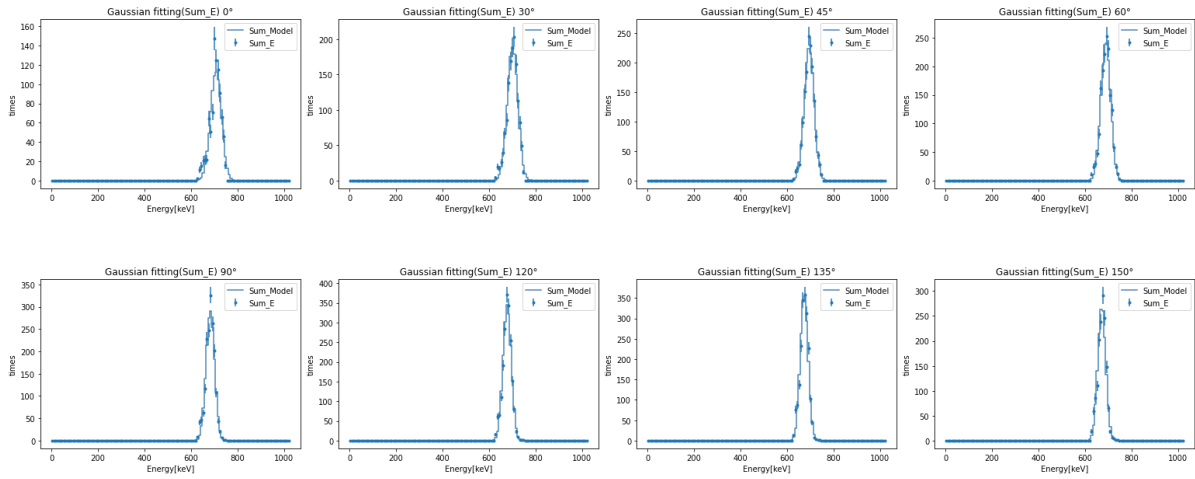 Gaussian fitting(Sum_E) 0°
160
140
120
100
80
60
40
20
0
times
0 200 400 600 800 1000
Energy[keV]
Sum_Model
Sum_E
Gaussian fitting(Sum_E) 30°
200
150
100
50
0
times
0 200 400 600 800 1000
Energy[keV]
Sum_Model
Sum_E
Gaussian fitting(Sum_E) 45°
250
200
150
100
50
0
times
0 200 400 600 800 1000
Energy[keV]
Sum_Model
Sum_E
Gaussian fitting(Sum_E) 60°
250
200
150
100
50
0
times
0 200 400 600 800 1000
Energy[keV]
Sum_Model
Sum_E
Gaussian fitting(Sum_E) 90°
350
300
250
200
150
100
50
0
times
0 200 400 600 800 1000
Energy[keV]
Sum_Model
Sum_E
Gaussian fitting(Sum_E) 120°
400
350
300
250
200
150
100
50
0
times
0 200 400 600 800 1000
Energy[keV]
Sum_Model
Sum_E
Gaussian fitting(Sum_E) 135°
350
300
250
200
150
100
50
0
times
0 200 400 600 800 1000
Energy[keV]
Sum_Model
Sum_E
Gaussian fitting(Sum_E) 150°
300
250
200
150
100
50
0
times
0 200 400 600 800 1000
Energy[keV]
Sum_Model
Sum_E